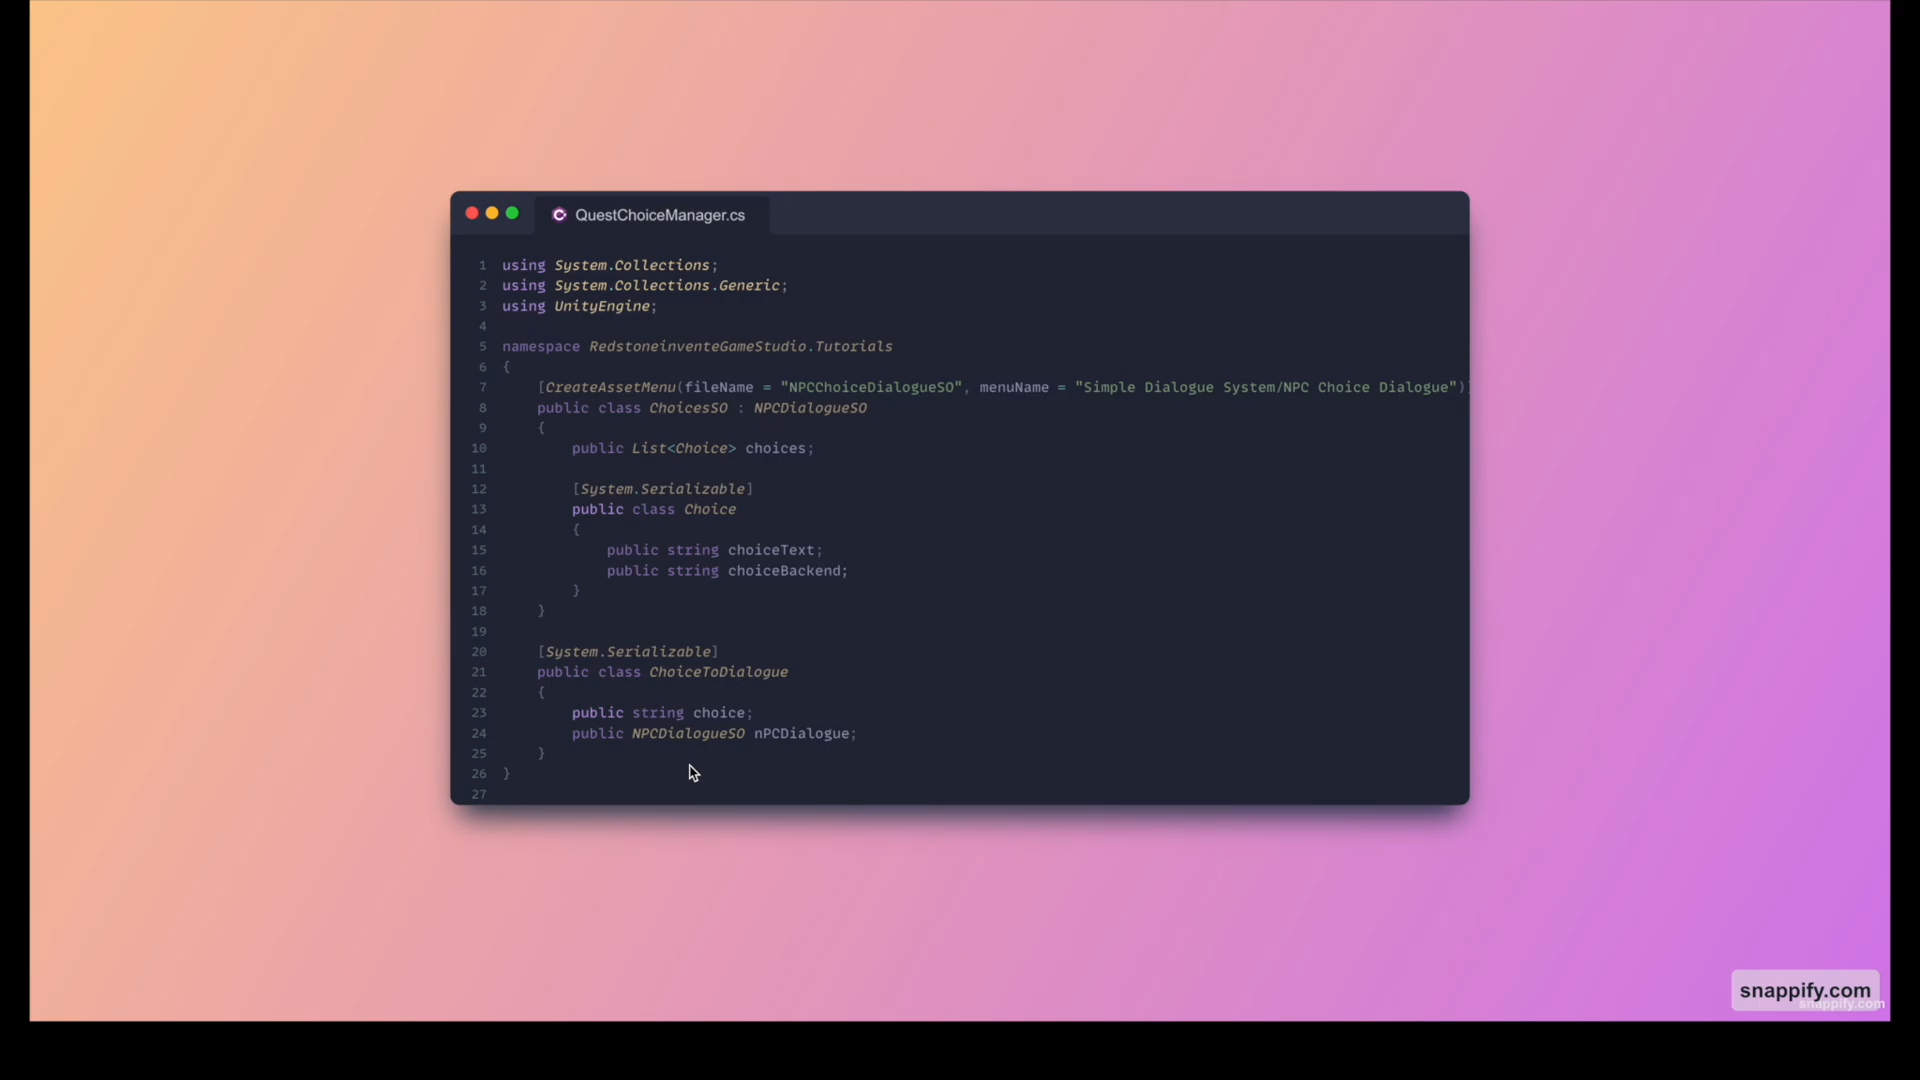 QuestChoiceManager.cs
1 using System.Collections;
2 using System.Collections.Generic;
3 using UnityEngine;
4
5 namespace RedstoneinventeGameStudio.Tutorials
6 {
7 [CreateAssetMenu(fileName = "NPCChoiceDialogueSO", menuName = "Simple Dialogue System/NPC Choice Dialogue")]
8 public class ChoicesSO : NPCDialogueSO
9 {
10 public List<Choice> choices;
11
12 [System.Serializable]
13 public class Choice
14 {
15 public string choiceText;
16 public string choiceBackend;
17 }
18 }
19
20 [System.Serializable]
21 public class ChoiceToDialogue
22 {
23 public string choice;
24 public NPCDialogueSO nPCDialogue;
25 }
26 }
27
snappify.com
snappify.com